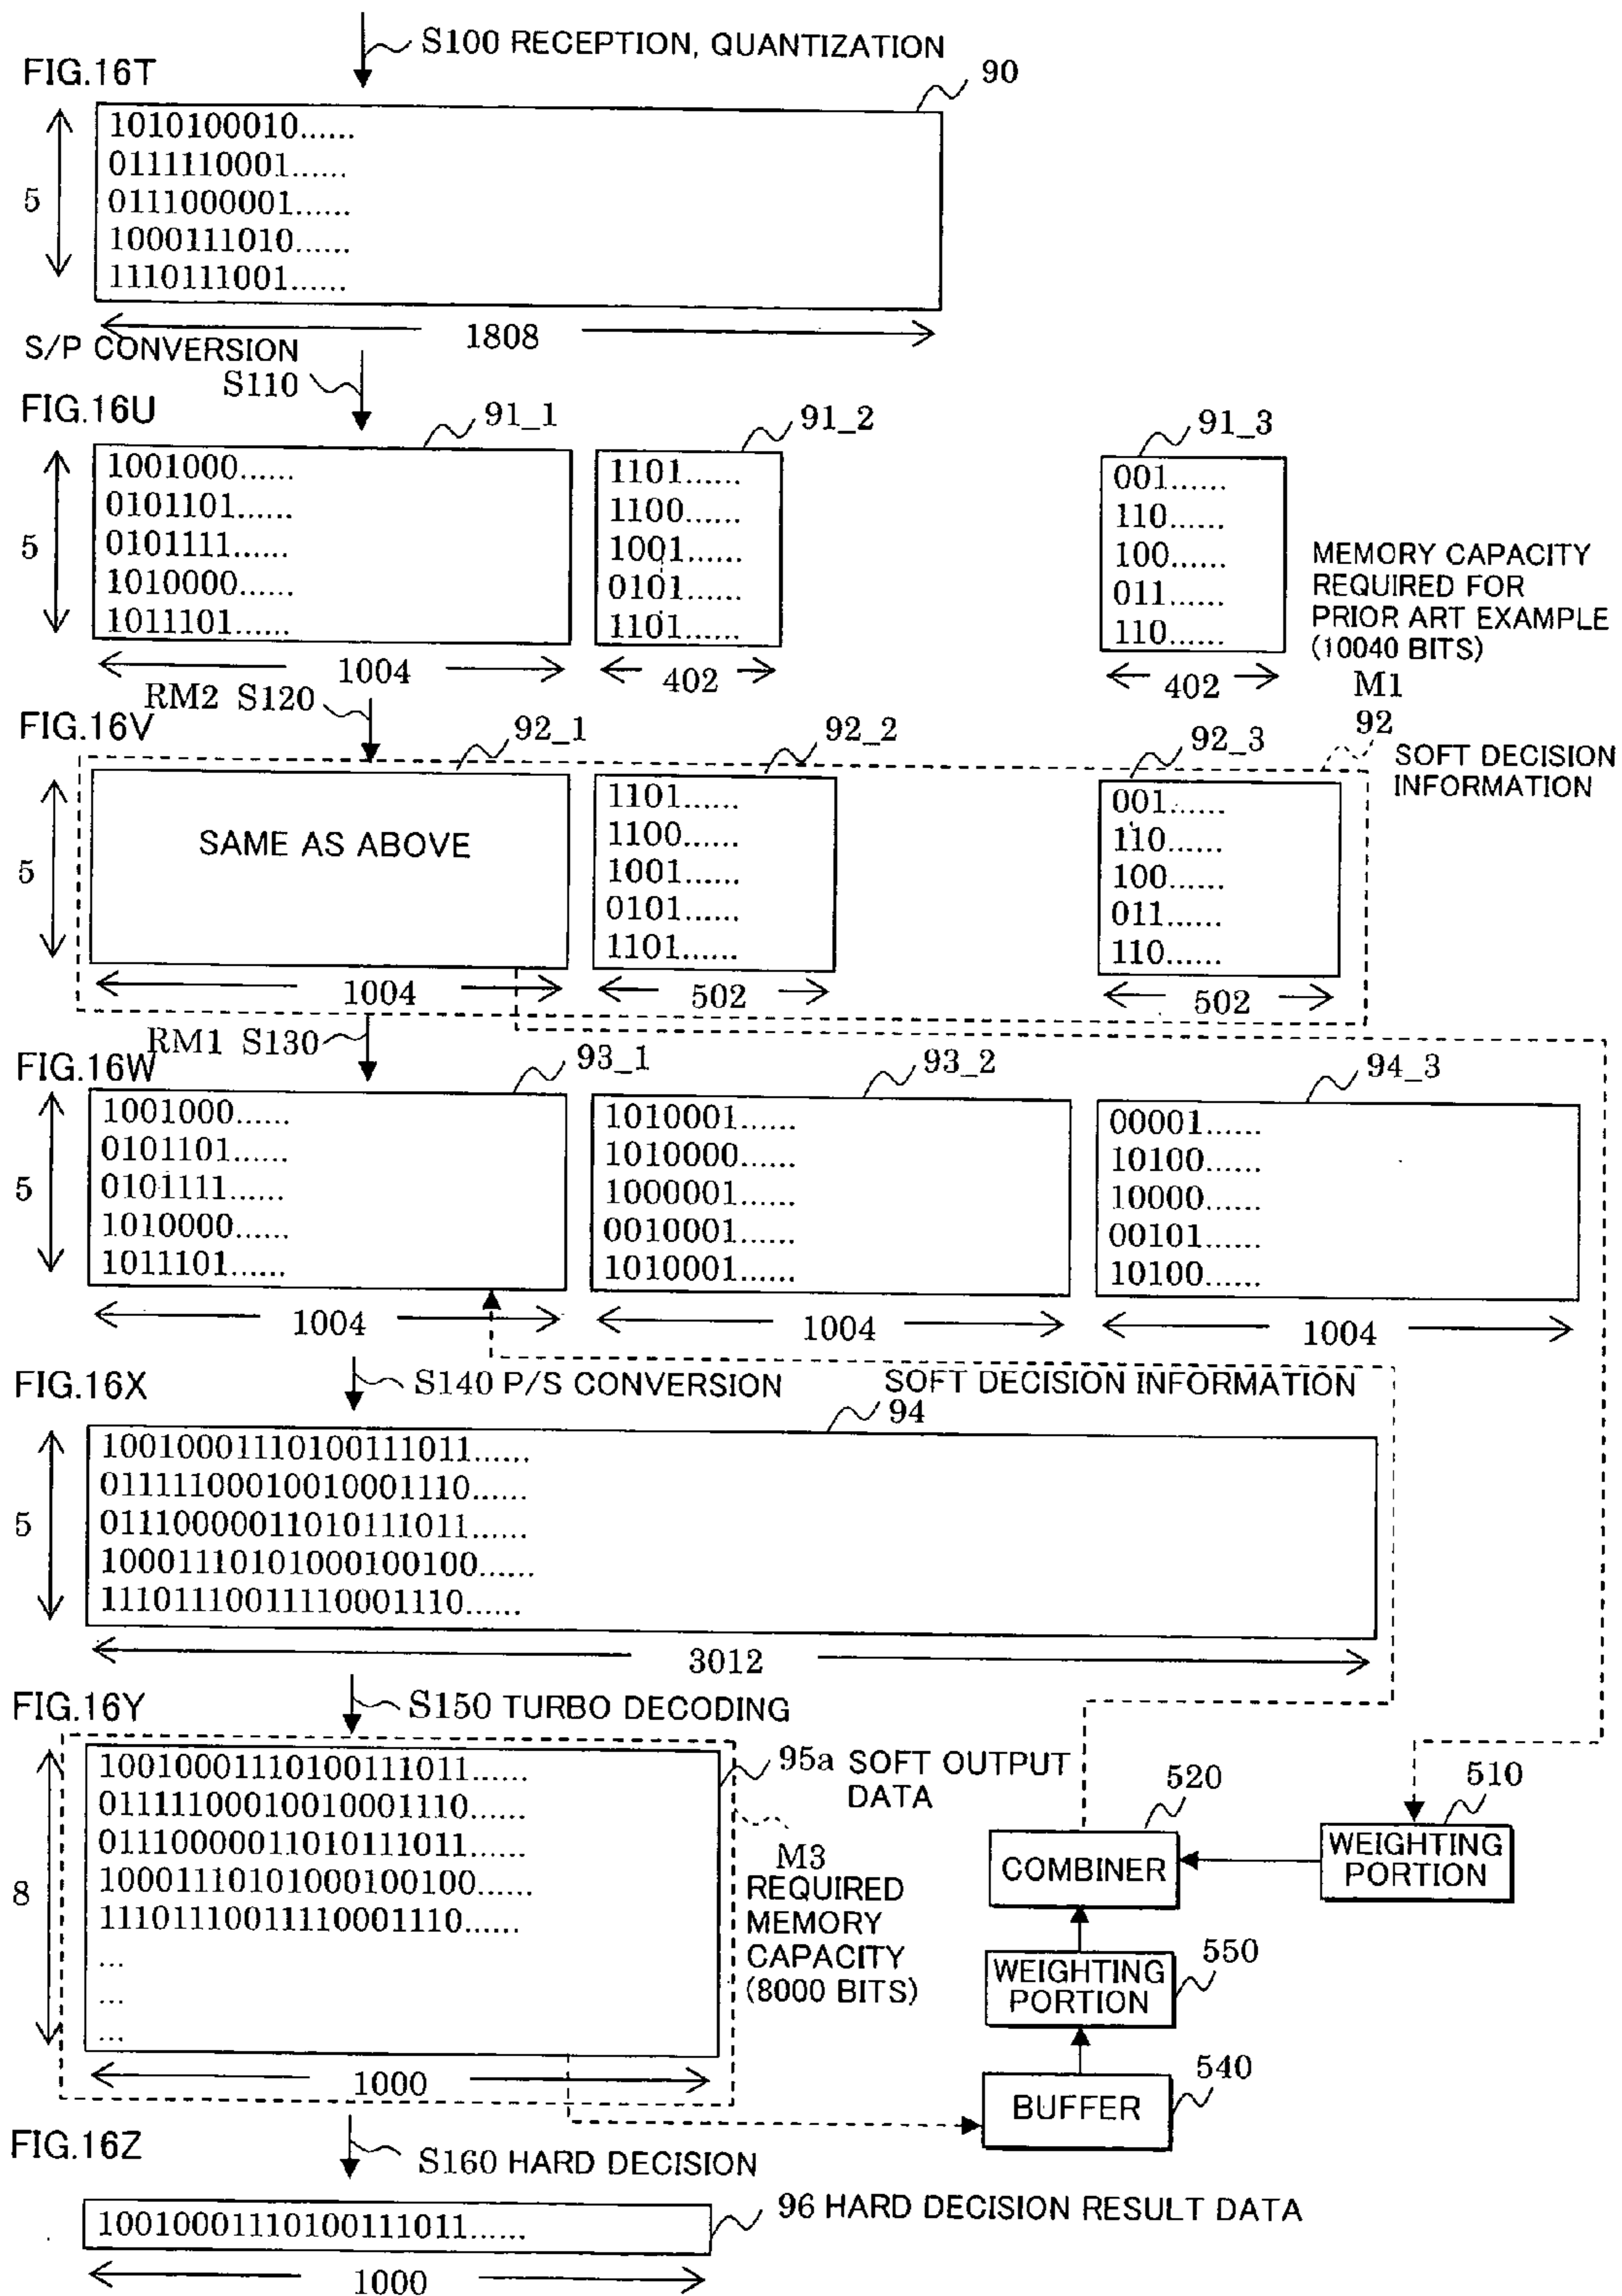 S100 RECEPTION, QUANTIZATION
FIG.16T
90
5
1010100010......
0111110001......
0111000001......
1000111010......
1110111001......
1808
S/P CONVERSION
S110
FIG.16U
91_1
91_2
91_3
5
1001000......
0101101......
0101111......
1010000......
1011101......
1101......
1100......
1001......
0101......
1101......
001......
110......
100......
011......
110......
MEMORY CAPACITY
REQUIRED FOR
PRIOR ART EXAMPLE
(10040 BITS)
M1
1004
402
402
RM2 S120
FIG.16V
92_1
92_2
92_3
92
SOFT DECISION
INFORMATION
5
SAME AS ABOVE
1101......
1100......
1001......
0101......
1101......
001......
110......
100......
011......
110......
1004
502
502
RM1 S130
FIG.16W
93_1
93_2
94_3
5
1001000......
0101101......
0101111......
1010000......
1011101......
1010001......
1010000......
1000001......
0010001......
1010001......
00001......
10100......
10000......
00101......
10100......
1004
1004
1004
FIG.16X
S140 P/S CONVERSION
SOFT DECISION INFORMATION
94
5
10010001110100111011......
01111100010010001110......
01110000011010111011......
10001110101000100100......
11101110011110001110......
3012
FIG.16Y
S150 TURBO DECODING
8
10010001110100111011......
01111100010010001110......
01110000011010111011......
10001110101000100100......
11101110011110001110......
...
...
...
95a SOFT OUTPUT
DATA
M3
REQUIRED
MEMORY
CAPACITY
(8000 BITS)
520
COMBINER
510
WEIGHTING
PORTION
550
WEIGHTING
PORTION
540
BUFFER
1000
FIG.16Z
S160 HARD DECISION
10010001110100111011......
96 HARD DECISION RESULT DATA
1000